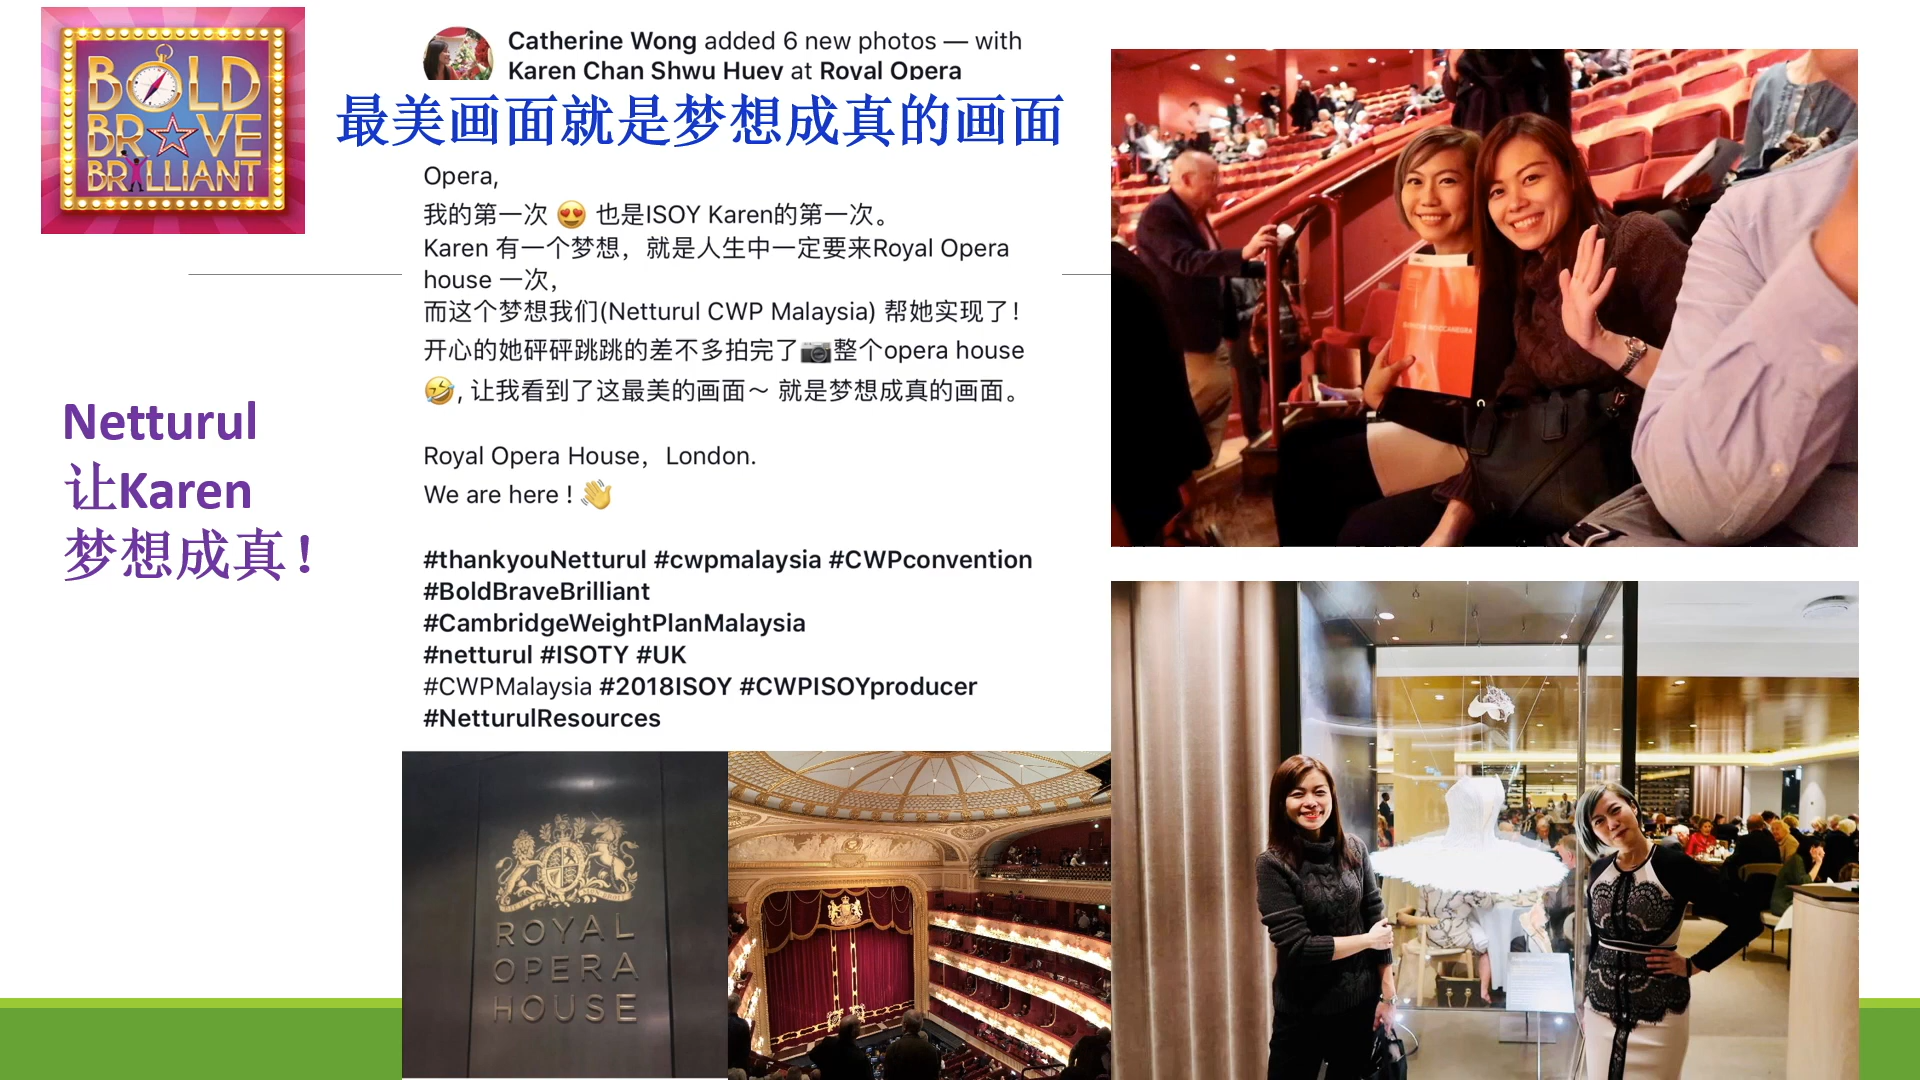 BOLD
BRAVE
BRILLIANT
Catherine Wong added 6 new photos — with
Karen Chan Shwu Huey at Royal Opera
最美画面就是梦想成真的画面
Opera,
我的第一次 😍 也是ISOY Karen的第一次。
Karen 有一个梦想，就是人生中一定要来Royal Opera
house 一次，
而这个梦想我们(Netturul CWP Malaysia) 帮她实现了！
开心的她砰砰跳跳的差不多拍完了📷整个opera house
🤣, 让我看到了这最美的画面～ 就是梦想成真的画面。
Royal Opera House，London.
We are here ! 👋
#thankyouNetturul #cwpmalaysia #CWPconvention
#BoldBraveBrilliant
#CambridgeWeightPlanMalaysia
#netturul #ISOTY #UK
#CWPMalaysia #2018ISOY #CWPISOYproducer
#NetturulResources
Netturul
让Karen
梦想成真！
ROYAL
OPERA
HOUSE
SIMON BOCCANEGRA